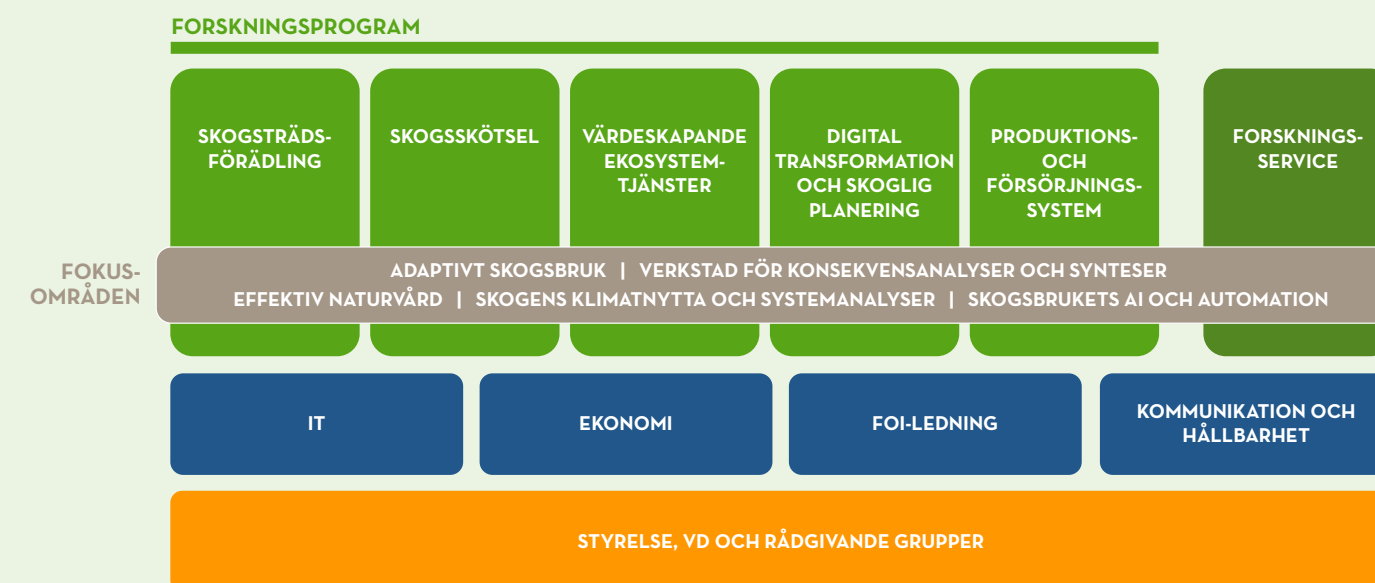 FORSKNINGSPROGRAM
SKOGSTRÄDS-
FÖRÄDLING
SKOGSSKÖTSEL
VÄRDESKAPANDE
EKOSYSTEM-
TJÄNSTER
DIGITAL
TRANSFORMATION
OCH SKOGLIG
PLANERING
PRODUKTIONS-
OCH
FÖRSÖRJNINGS-
SYSTEM
FORSKNINGS-
SERVICE
FOKUS-
OMRÅDEN
ADAPTIVT SKOGSBRUK | VERKSTAD FÖR KONSEKVENSANALYSER OCH SYNTESER
EFFEKTIV NATURVÅRD | SKOGENS KLIMATNYTTA OCH SYSTEMANALYSER | SKOGSBRUKETS AI OCH AUTOMATION
IT
EKONOMI
FOI-LEDNING
KOMMUNIKATION OCH
HÅLLBARHET
STYRELSE, VD OCH RÅDGIVANDE GRUPPER